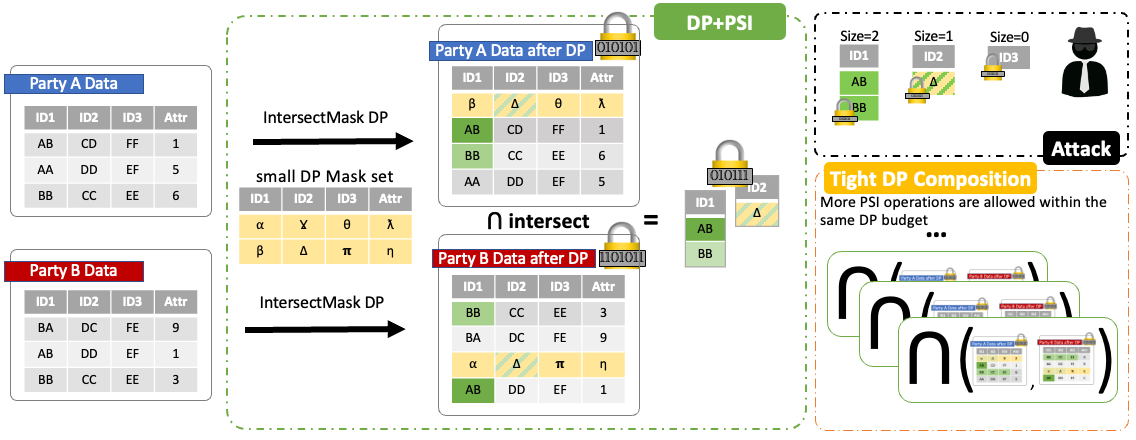 Party A Data
ID1 ID2 ID3 Attr
AB CD FF 1
AA DD EF 5
BB CC EE 6
Party B Data
ID1 ID2 ID3 Attr
BA DC FE 9
AB DD EF 1
BB CC EE 3
DP+PSI
IntersectMask DP
small DP Mask set
ID1 ID2 ID3 Attr
α Ɣ θ λ
β Δ π η
IntersectMask DP
010101
Party A Data after DP
ID1 ID2 ID3 Attr
β Δ θ λ
AB CD FF 1
BB CC EE 6
AA DD EF 5
⋂ intersect
=
1101011
Party B Data after DP
ID1 ID2 ID3 Attr
BB CC EE 3
BA DC FE 9
α Δ π η
AB DD EF 1
010111
ID1
AB
BB
ID2
Δ
Size=2 Size=1 Size=0
ID1 ID2 ID3
AB Δ
BB
Attack
Tight DP Composition
More PSI operations are allowed within the
same DP budget
...
⋂ ( Party A Data after DP Party B Data after DP
⋂ ( Party A Data after DP Party B Data after DP
⋂ ( Party A Data after DP , Party B Data after DP )